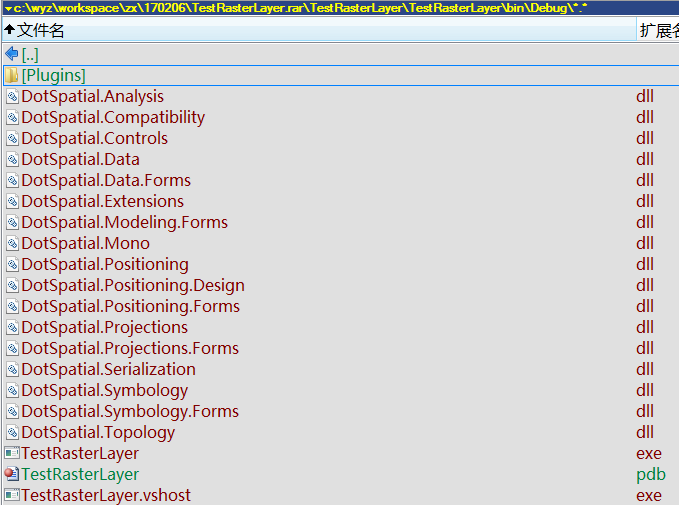 c:\wyz\workspace\zx\170206\TestRasterLayer.rar\TestRasterLayer\TestRasterLayer\bin\Debug\*.*
文件名 扩展名
[..]
[Plugins]
DotSpatial.Analysis dll
DotSpatial.Compatibility dll
DotSpatial.Controls dll
DotSpatial.Data dll
DotSpatial.Data.Forms dll
DotSpatial.Extensions dll
DotSpatial.Modeling.Forms dll
DotSpatial.Mono dll
DotSpatial.Positioning dll
DotSpatial.Positioning.Design dll
DotSpatial.Positioning.Forms dll
DotSpatial.Projections dll
DotSpatial.Projections.Forms dll
DotSpatial.Serialization dll
DotSpatial.Symbology dll
DotSpatial.Symbology.Forms dll
DotSpatial.Topology dll
TestRasterLayer exe
TestRasterLayer pdb
TestRasterLayer.vshost exe